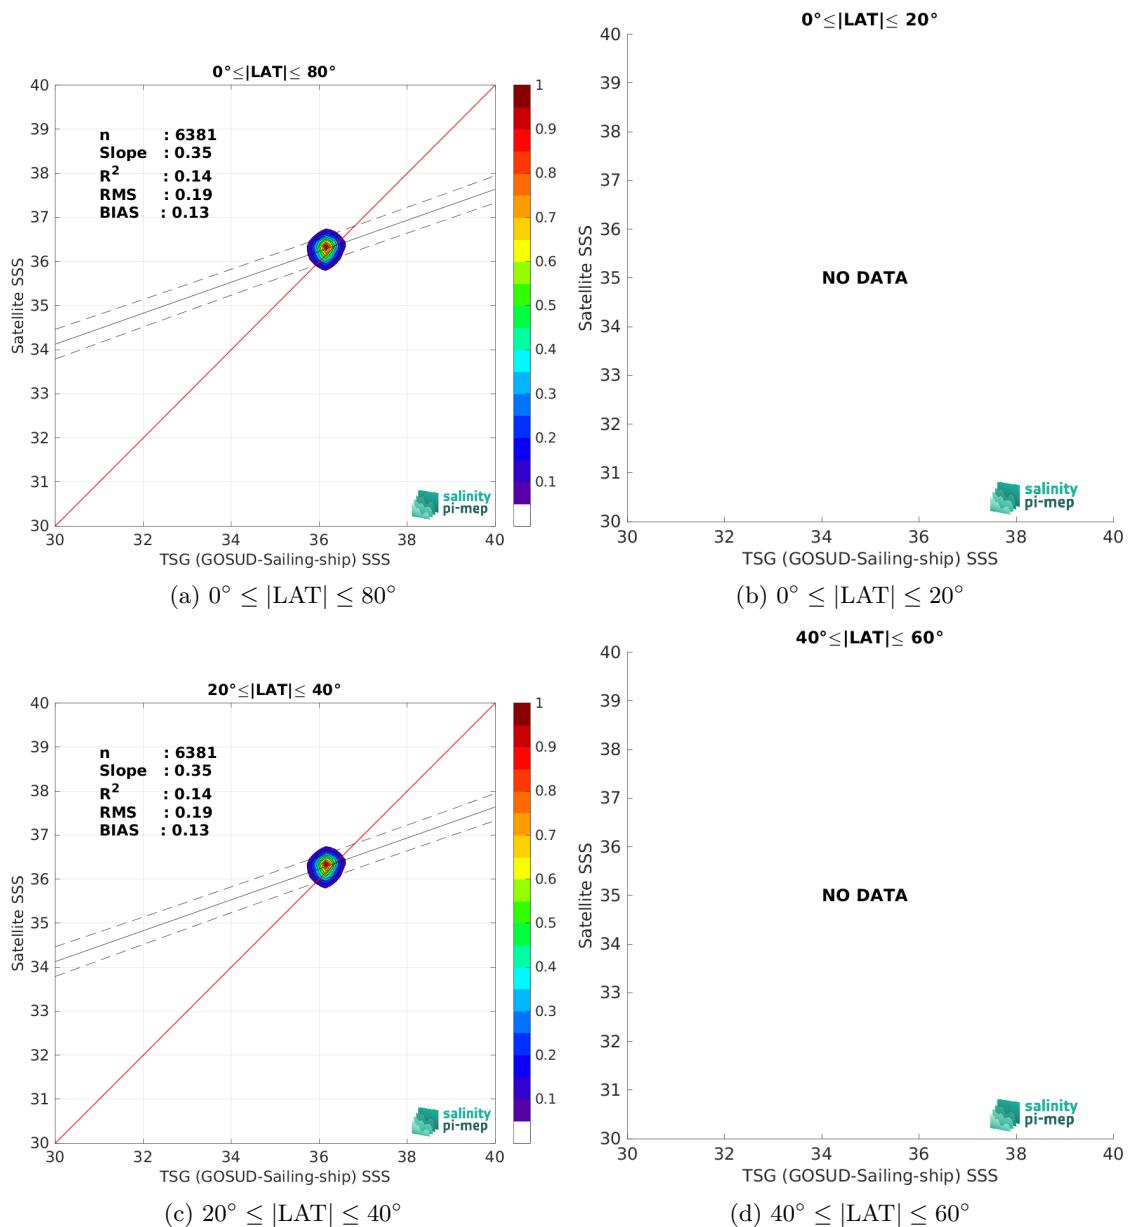 0°≤|LAT|≤ 80°
40
39
38
37
36
35
34
33
32
31
30
Satellite SSS
n : 6381
Slope : 0.35
R² : 0.14
RMS : 0.19
BIAS : 0.13
1
0.9
0.8
0.7
0.6
0.5
0.4
0.3
0.2
0.1
salinity
pi-mep
30 32 34 36 38 40
TSG (GOSUD-Sailing-ship) SSS
(a) 0° ≤ |LAT| ≤ 80°
0°≤|LAT|≤ 20°
40
39
38
37
36
35
34
33
32
31
30
Satellite SSS
NO DATA
salinity
pi-mep
30 32 34 36 38 40
TSG (GOSUD-Sailing-ship) SSS
(b) 0° ≤ |LAT| ≤ 20°
20°≤|LAT|≤ 40°
40
39
38
37
36
35
34
33
32
31
30
Satellite SSS
n : 6381
Slope : 0.35
R² : 0.14
RMS : 0.19
BIAS : 0.13
1
0.9
0.8
0.7
0.6
0.5
0.4
0.3
0.2
0.1
salinity
pi-mep
30 32 34 36 38 40
TSG (GOSUD-Sailing-ship) SSS
(c) 20° ≤ |LAT| ≤ 40°
40°≤|LAT|≤ 60°
40
39
38
37
36
35
34
33
32
31
30
Satellite SSS
NO DATA
salinity
pi-mep
30 32 34 36 38 40
TSG (GOSUD-Sailing-ship) SSS
(d) 40° ≤ |LAT| ≤ 60°